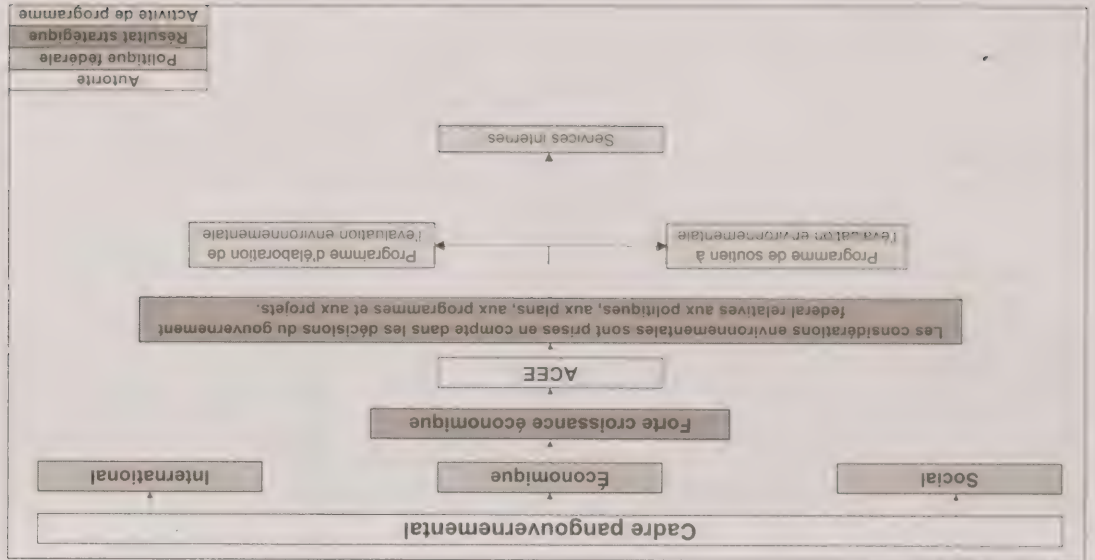 Cadre pangouvernemental
Social
Économique
International
Forte croissance économique
ACEE
Les considérations environnementales sont prises en compte dans les décisions du gouvernement
fédéral relatives aux politiques, aux plans, aux programmes et aux projets.
Programme de soutien à
l'évaluation environnementale
Programme d'élaboration de
l'évaluation environnementale
Services internes
Autorité
Politique fédérale
Résultat stratégique
Activité de programme